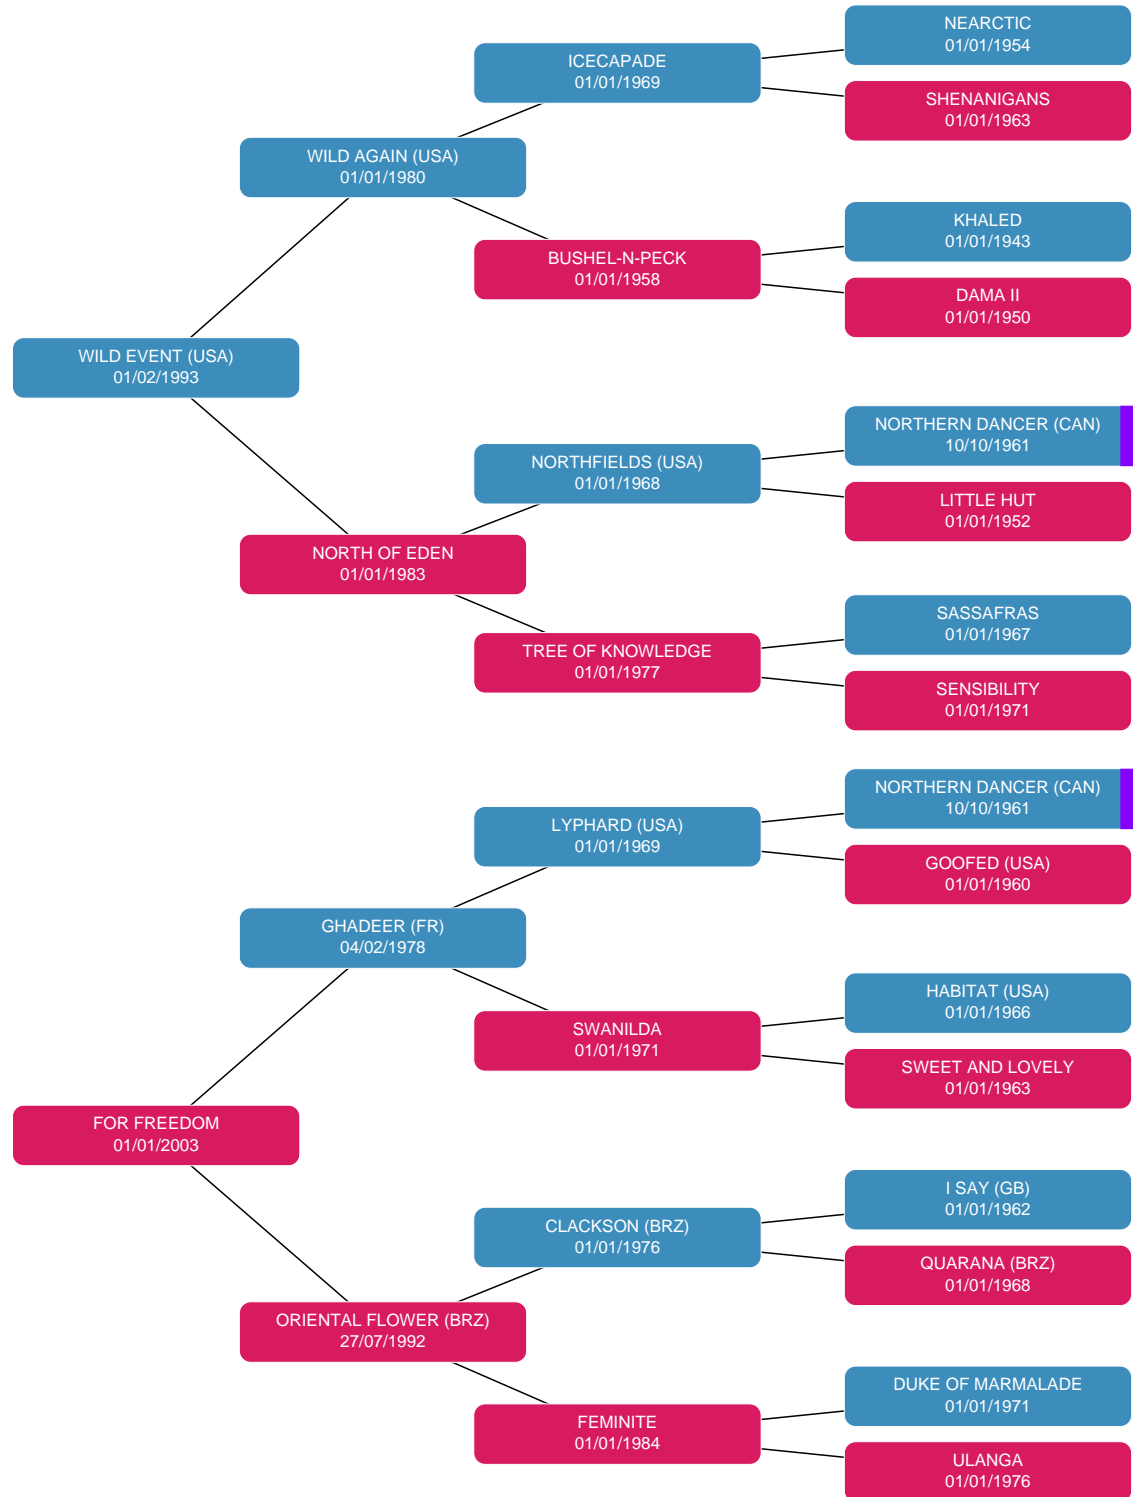 NEARCTIC
01/01/1954
ICECAPADE
01/01/1969
SHENANIGANS
01/01/1963
WILD AGAIN (USA)
01/01/1980
KHALED
01/01/1943
BUSHEL-N-PECK
01/01/1958
DAMA II
01/01/1950
WILD EVENT (USA)
01/02/1993
NORTHERN DANCER (CAN)
10/10/1961
NORTHFIELDS (USA)
01/01/1968
LITTLE HUT
01/01/1952
NORTH OF EDEN
01/01/1983
SASSAFRAS
01/01/1967
TREE OF KNOWLEDGE
01/01/1977
SENSIBILITY
01/01/1971
NORTHERN DANCER (CAN)
10/10/1961
LYPHARD (USA)
01/01/1969
GOOFED (USA)
01/01/1960
GHADEER (FR)
04/02/1978
HABITAT (USA)
01/01/1966
SWANILDA
01/01/1971
SWEET AND LOVELY
01/01/1963
FOR FREEDOM
01/01/2003
I SAY (GB)
01/01/1962
CLACKSON (BRZ)
01/01/1976
QUARANA (BRZ)
01/01/1968
ORIENTAL FLOWER (BRZ)
27/07/1992
DUKE OF MARMALADE
01/01/1971
FEMINITE
01/01/1984
ULANGA
01/01/1976